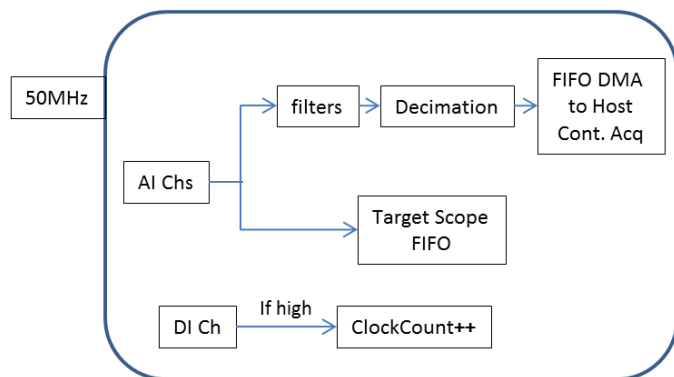 50MHz
filters
Decimation
FIFO DMA
to Host
Cont. Acq
AI Chs
Target Scope
FIFO
DI Ch
If high
ClockCount++